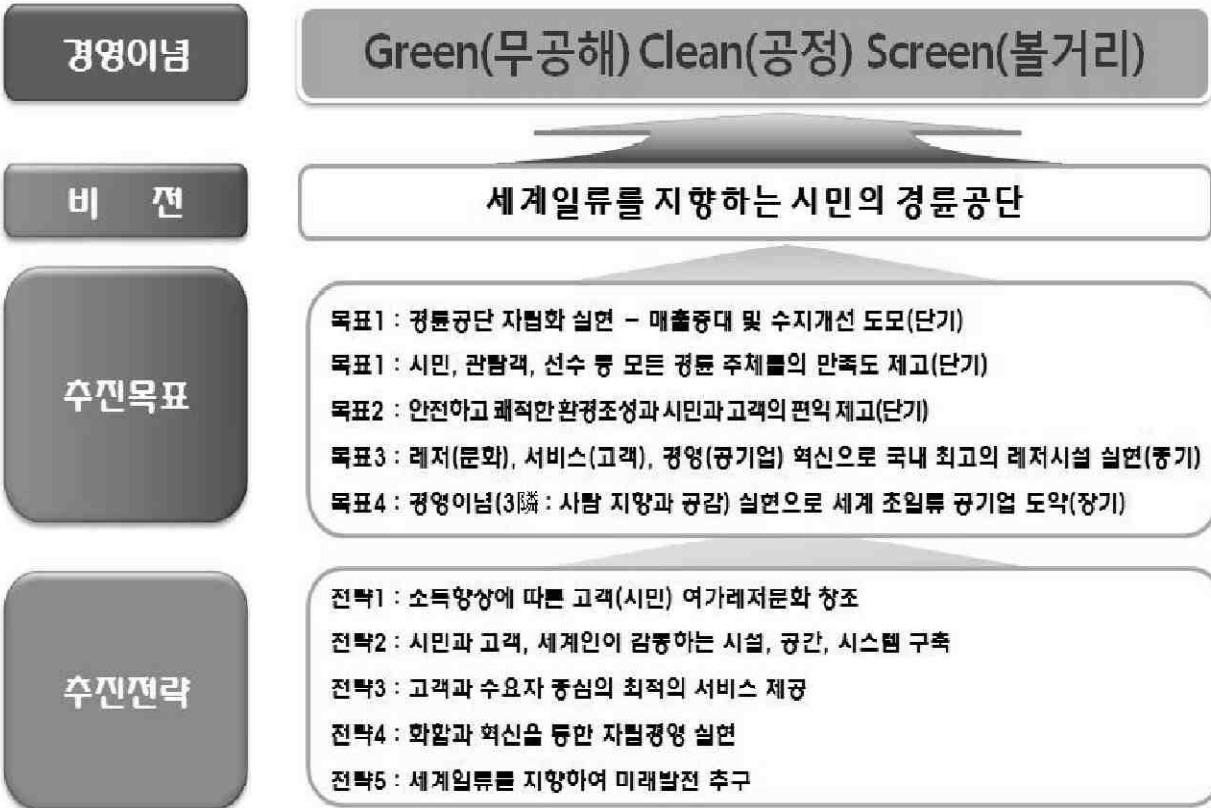 경영이념
Green(무공해) Clean(공정) Screen(볼거리)
비 전
세계일류를 지향하는 시민의 경륜공단
추진목표
목표1 : 경륜공단 자립화 실현 - 매출증대 및 수지개선 도모(단기)
목표1 : 시민, 관람객, 선수 등 모든 경륜 주체들의 만족도 제고(단기)
목표2 : 안전하고 쾌적한 환경조성과 시민과 고객의 편익 제고(단기)
목표3 : 레저(문화), 서비스(고객), 경영(공기업) 혁신으로 국내 최고의 레저시설 실현(중기)
목표4 : 경영이념(3隣 : 사람 지향과 공감) 실현으로 세계 초일류 공기업 도약(장기)
추진전략
전략1 : 소득향상에 따른 고객(시민) 여가레저문화 창조
전략2 : 시민과 고객, 세계인이 감동하는 시설, 공간, 시스템 구축
전략3 : 고객과 수요자 중심의 최적의 서비스 제공
전략4 : 화합과 혁신을 통한 자립경영 실현
전략5 : 세계일류를 지향하여 미래발전 추구